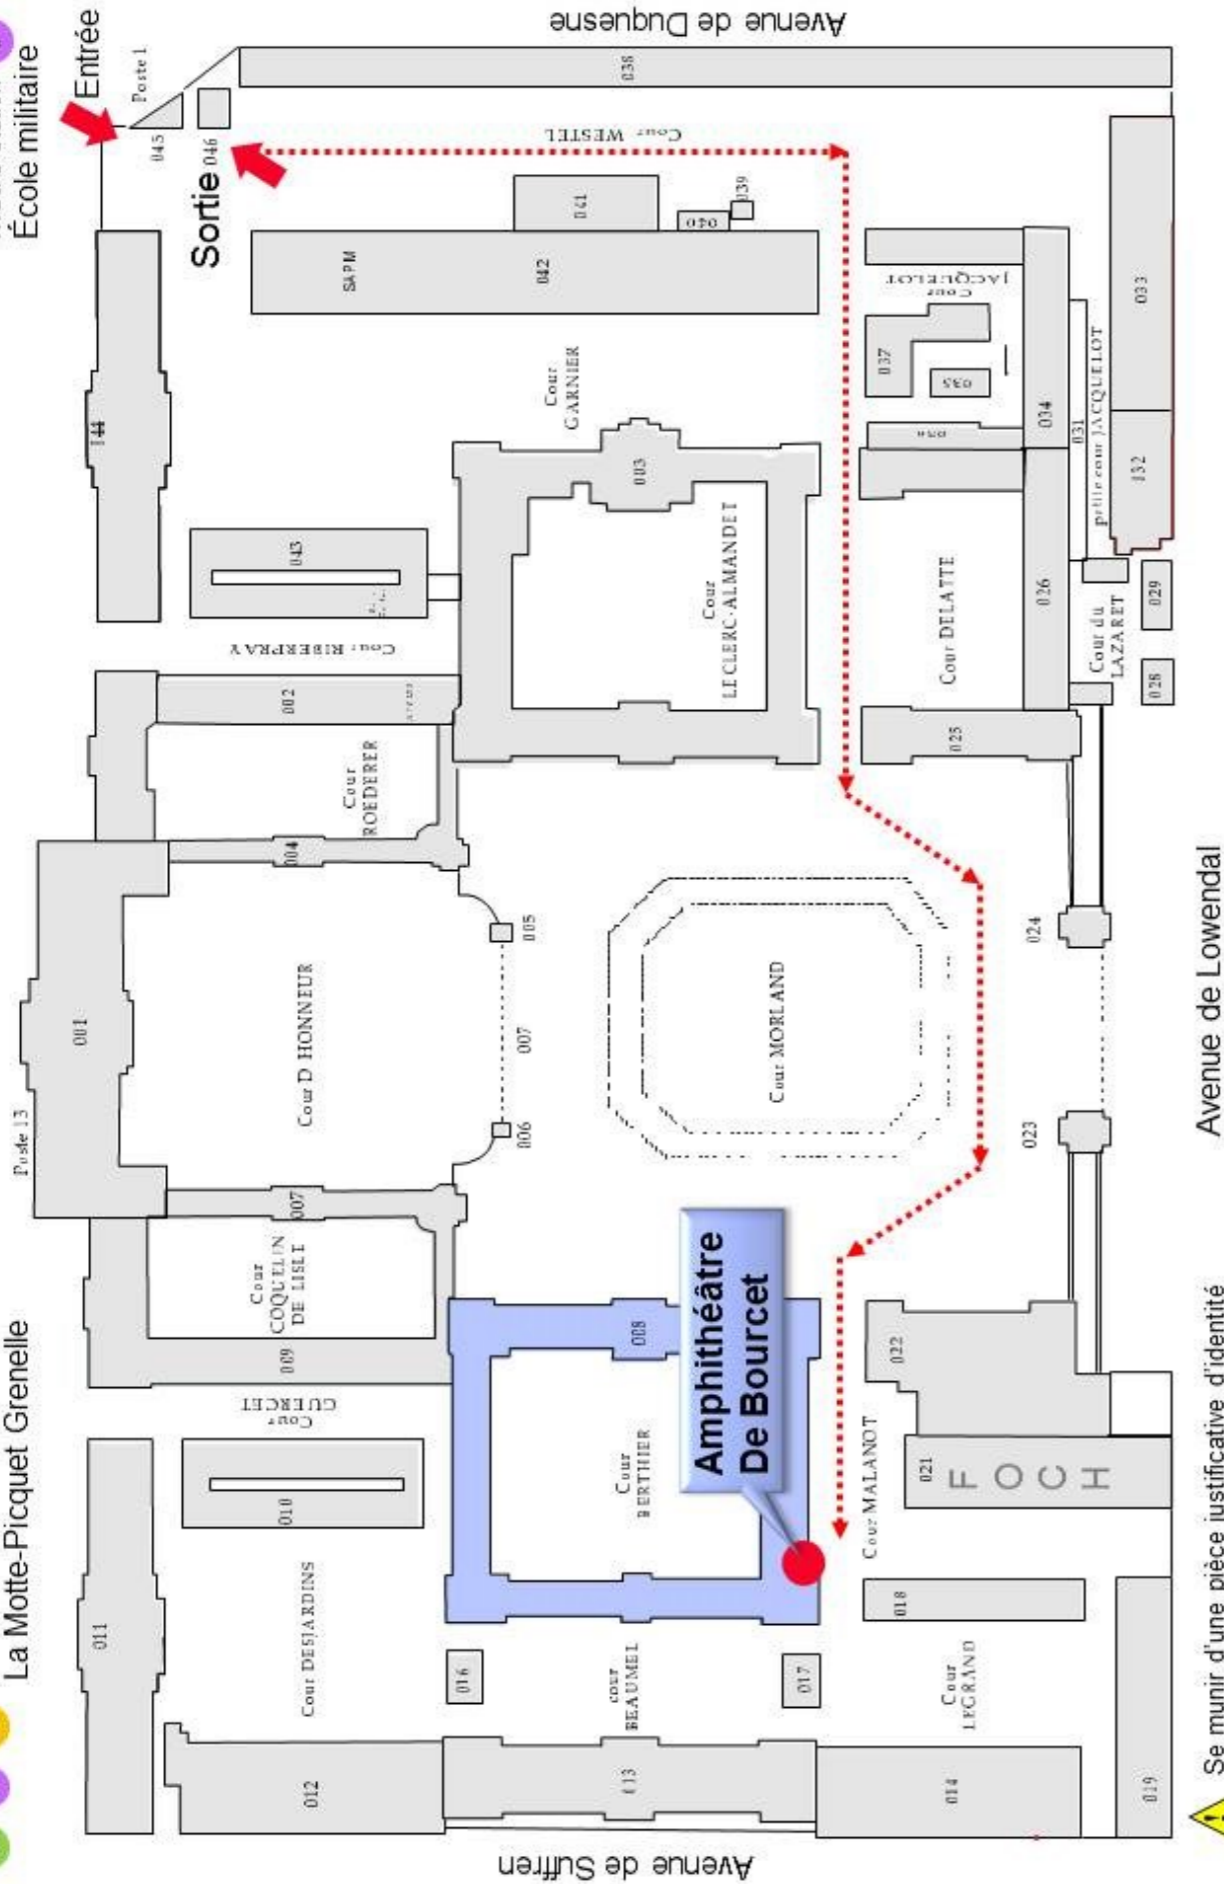 La Motte-Picquet Grenelle
École militaire
Entrée
Sortie
Poste 1
Poste 13
045
046
144
001
011
SAPM
041
042
040
039
038
Cour WESTEL
Avenue de Duquesne
043
Cour RIBERPRAY
002
Cour
ROEDERER
004
Cour D HONNEUR
005
007
006
007
Cour
COQUELIN
DE LISLE
009
Cour
GUERCET
010
Cour DESJARDINS
012
Cour
GARNIER
003
Cour
LECLERC-ALMANDET
Cour MORLAND
008
Cour
BERTHIER
Amphithéâtre
De Bourcet
016
cour
BEAUMEL
017
013
Avenue de Suffren
Cour
JACQUELOT
037
035
034
031
petite cour JACQUELOT
033
032
Cour DELATTE
026
025
Cour du
LAZARET
029
028
024
023
022
Cour MALANOT
021
FOCH
018
Cour
LEGRAND
014
019
Avenue de Lowendal
Se munir d'une pièce justificative d'identité